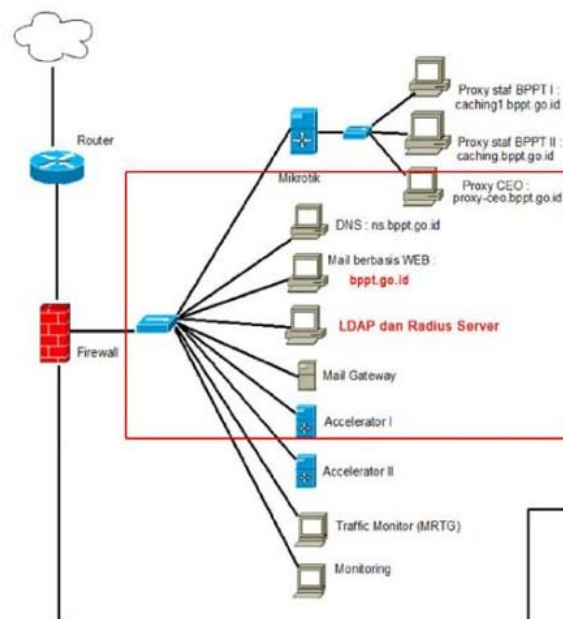 Router
Mikrotik
Proxy staf BPPT I :
caching1.bppt.go.id
Proxy staf BPPT II :
caching.bppt.go.id
Proxy CEO :
proxy-ceo.bppt.go.id
DNS : ns.bppt.go.id
Mail berbasis WEB :
bppt.go.id
LDAP dan Radius Server
Firewall
Mail Gateway
Accelerator I
Accelerator II
Traffic Monitor (MRTG)
Monitoring